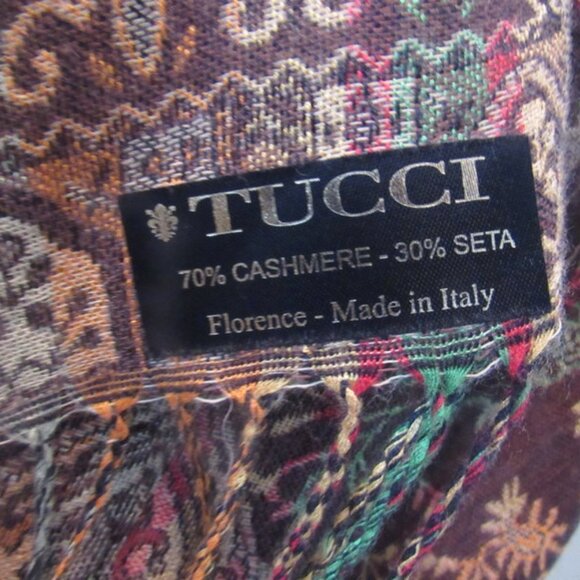 TUCCI
70% CASHMERE - 30% SETA
Florence - Made in Italy